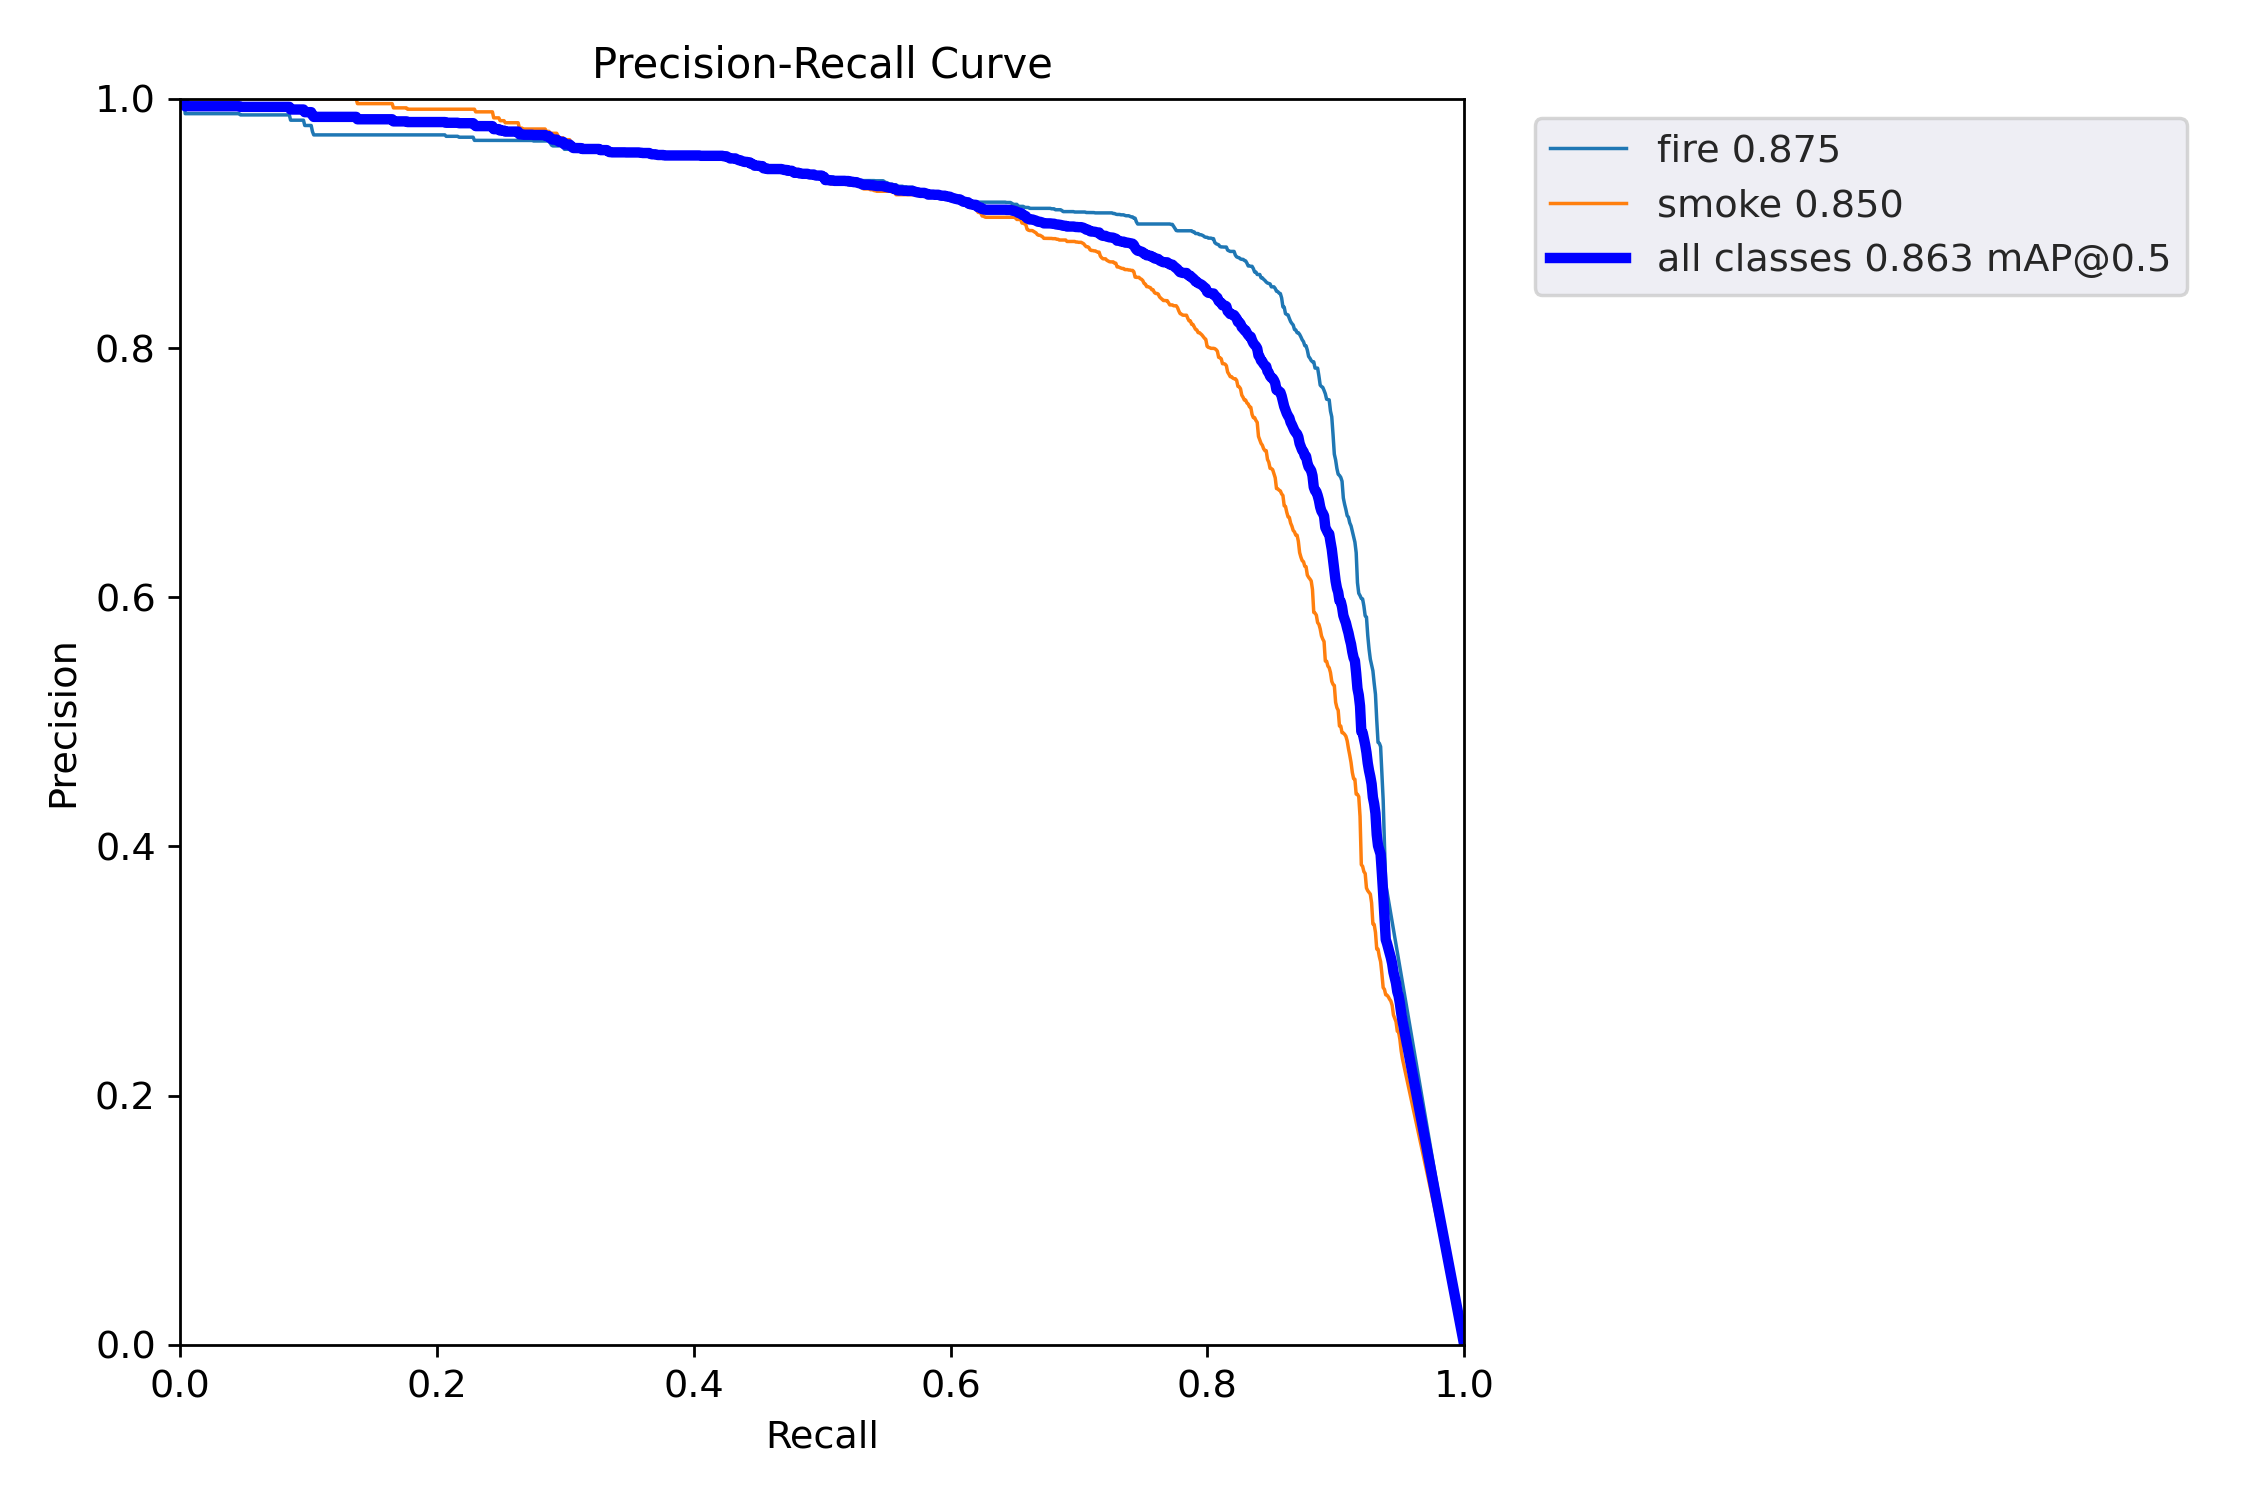 Precision-Recall Curve
fire 0.875
smoke 0.850
all classes 0.863 mAP@0.5
Precision
1.0
0.8
0.6
0.4
0.2
0.0
0.0 0.2 0.4 0.6 0.8 1.0
Recall